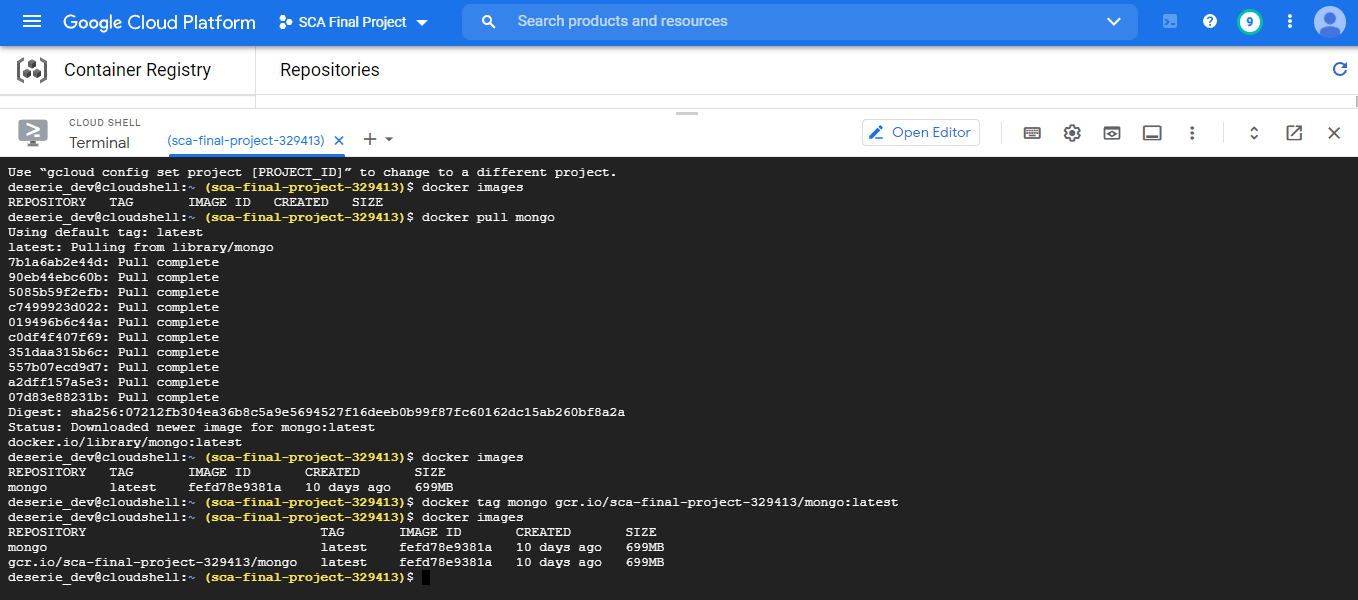 Google Cloud Platform SCA Final Project Search products and resources 9
Container Registry Repositories
CLOUD SHELL
Terminal (sca-final-project-329413) Open Editor
Use “gcloud config set project [PROJECT_ID]” to change to a different project.
deserie_dev@cloudshell:~ (sca-final-project-329413)$ docker images
REPOSITORY TAG IMAGE ID CREATED SIZE
deserie_dev@cloudshell:~ (sca-final-project-329413)$ docker pull mongo
Using default tag: latest
latest: Pulling from library/mongo
7b1a6ab2e44d: Pull complete
90eb44ebc60b: Pull complete
5085b59f2efb: Pull complete
c7499923d022: Pull complete
019496b6c44a: Pull complete
c0df4f407f69: Pull complete
351daa315b6c: Pull complete
557b07ecd9d7: Pull complete
a2dff157a5e3: Pull complete
07d83e88231b: Pull complete
Digest: sha256:07212fb304ea36b8c5a9e5694527f16deeb0b99f87fc60162dc15ab260bf8a2a
Status: Downloaded newer image for mongo:latest
docker.io/library/mongo:latest
deserie_dev@cloudshell:~ (sca-final-project-329413)$ docker images
REPOSITORY TAG IMAGE ID CREATED SIZE
mongo latest fefd78e9381a 10 days ago 699MB
deserie_dev@cloudshell:~ (sca-final-project-329413)$ docker tag mongo gcr.io/sca-final-project-329413/mongo:latest
deserie_dev@cloudshell:~ (sca-final-project-329413)$ docker images
REPOSITORY TAG IMAGE ID CREATED SIZE
mongo latest fefd78e9381a 10 days ago 699MB
gcr.io/sca-final-project-329413/mongo latest fefd78e9381a 10 days ago 699MB
deserie_dev@cloudshell:~ (sca-final-project-329413)$